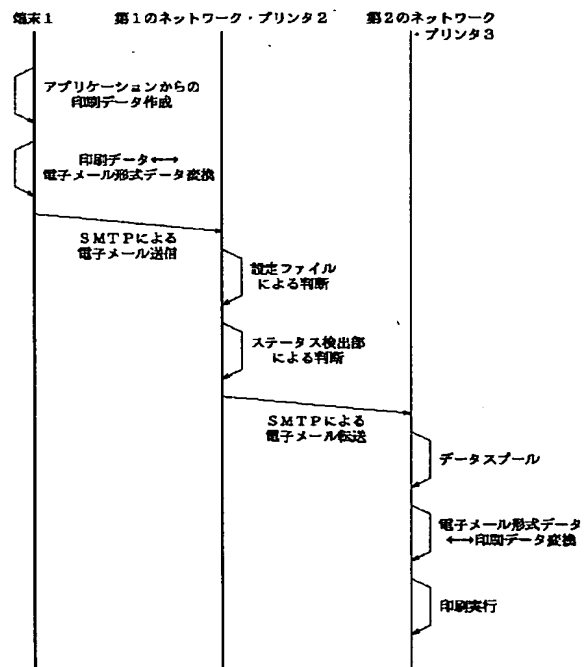 端末１
第１のネットワーク・プリンタ２
第２のネットワーク
・プリンタ３
アプリケーションからの
印刷データ作成
印刷データ←→
電子メール形式データ変換
ＳＭＴＰによる
電子メール送信
設定ファイル
による判断
ステータス検出部
による判断
ＳＭＴＰによる
電子メール転送
データスプール
電子メール形式データ
←→印刷データ変換
印刷実行